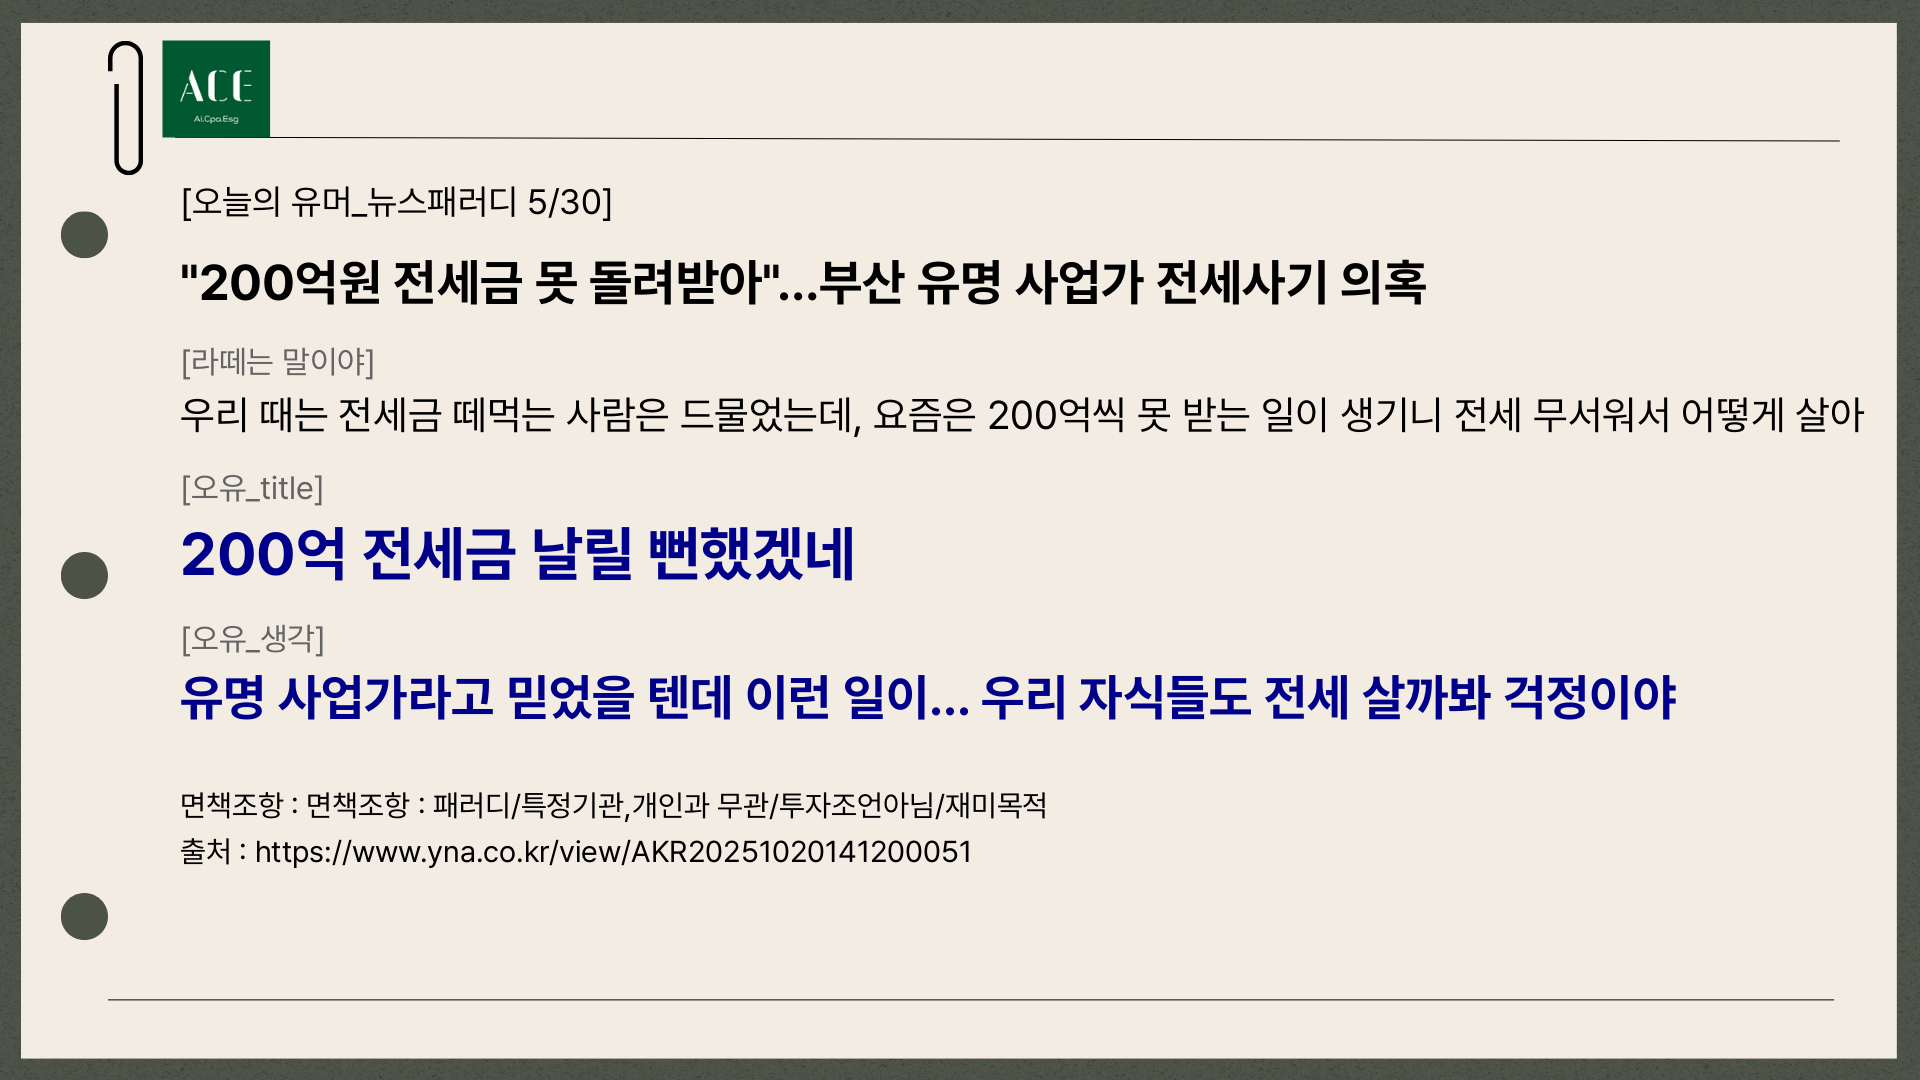 ACE
Ai.Cpa.Esg
[오늘의 유머_뉴스패러디 5/30]
"200억원 전세금 못 돌려받아"...부산 유명 사업가 전세사기 의혹
[라떼는 말이야]
우리 때는 전세금 떼먹는 사람은 드물었는데, 요즘은 200억씩 못 받는 일이 생기니 전세 무서워서 어떻게 살아
[오유_title]
200억 전세금 날릴 뻔했겠네
[오유_생각]
유명 사업가라고 믿었을 텐데 이런 일이... 우리 자식들도 전세 살까봐 걱정이야
면책조항 : 면책조항 : 패러디/특정기관,개인과 무관/투자조언아님/재미목적
출처 : https://www.yna.co.kr/view/AKR20251020141200051